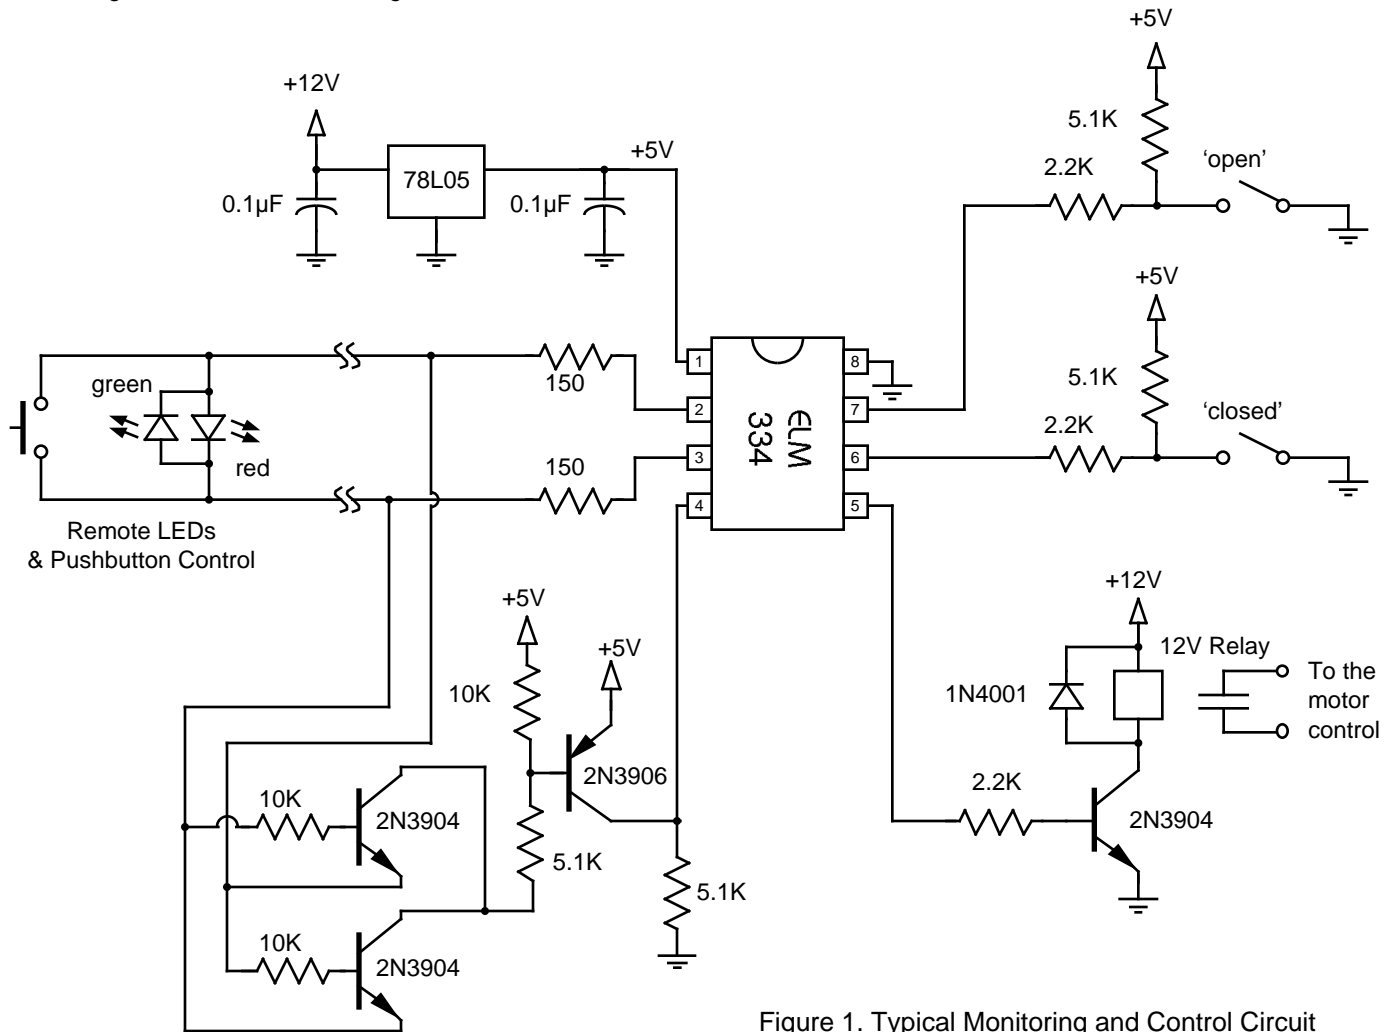 +5V
+12V
5.1K
+5V
'open'
2.2K
78L05
0.1µF
0.1µF
+5V
5.1K
150
1
8
green
2
7
ELM
334
'closed'
2.2K
3
6
red
150
4
5
Remote LEDs
& Pushbutton Control
+12V
+5V
+5V
12V Relay
To the
motor
control
10K
1N4001
2N3906
2.2K
10K
2N3904
2N3904
5.1K
5.1K
10K
2N3904
Figure 1. Typical Monitoring and Control Circuit